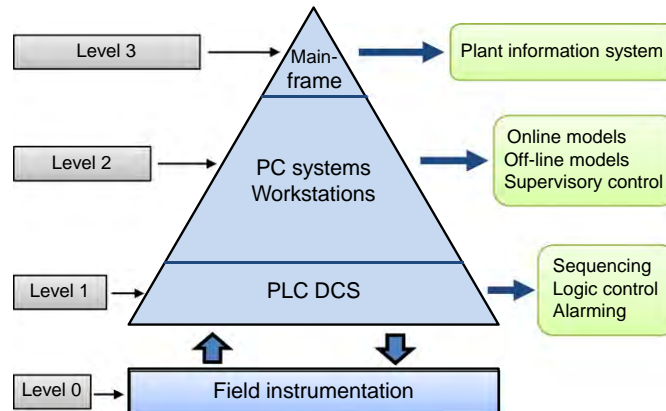 Level 3
Main-
frame
Plant information system
Level 2
PC systems
Workstations
Online models
Off-line models
Supervisory control
Level 1
PLC DCS
Sequencing
Logic control
Alarming
Level 0
Field instrumentation